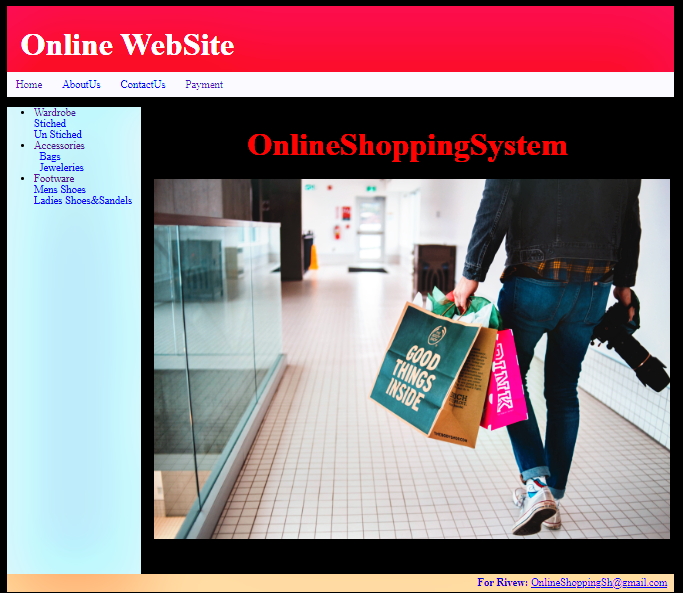 Online WebSite
Home AboutUs ContactUs Payment
Wardrobe
Stiched
Un Stiched
Accessories
Bags
Jeweleries
Footware
Mens Shoes
Ladies Shoes&Sandels
OnlineShoppingSystem
GOOD
THINGS
INSIDE
PINK
For Rivew: OnlineShoppingSh@gmail.com